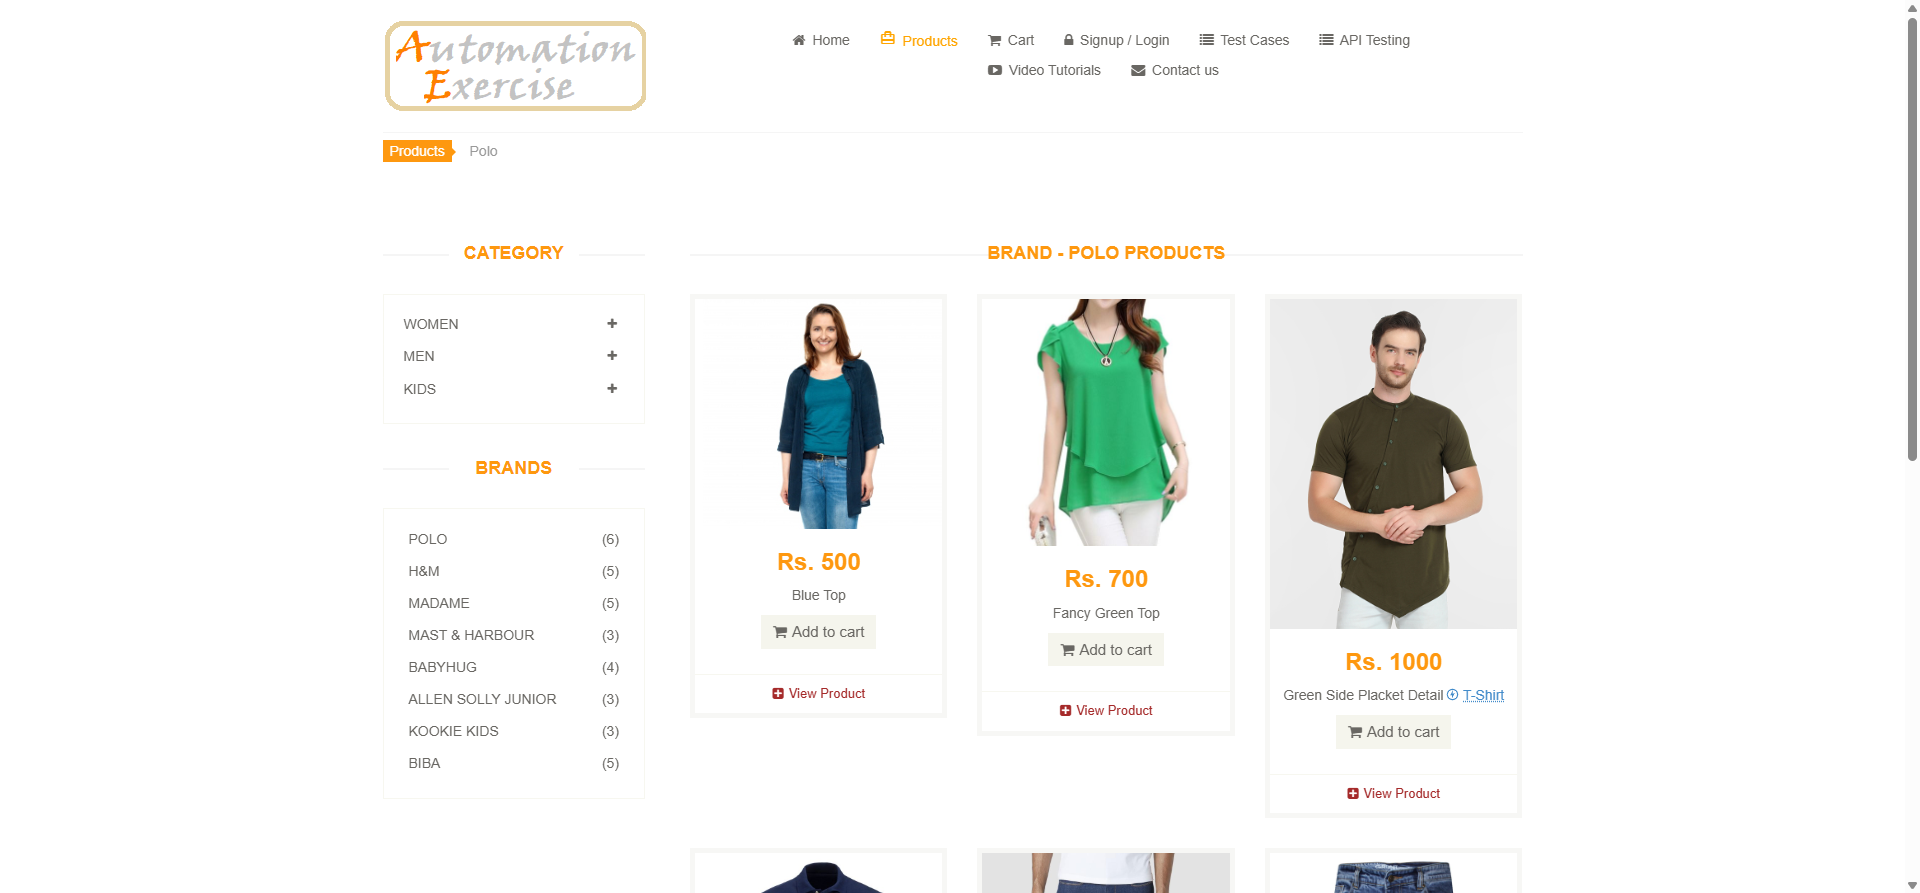 Automation
Exercise
Home
Products
Cart
Signup / Login
Test Cases
API Testing
Video Tutorials
Contact us
Products
Polo
CATEGORY
WOMEN
MEN
KIDS
BRANDS
POLO (6)
H&M (5)
MADAME (5)
MAST & HARBOUR (3)
BABYHUG (4)
ALLEN SOLLY JUNIOR (3)
KOOKIE KIDS (3)
BIBA (5)
BRAND - POLO PRODUCTS
Rs. 500
Blue Top
Add to cart
View Product
Rs. 700
Fancy Green Top
Add to cart
View Product
Rs. 1000
Green Side Placket Detail T-Shirt
Add to cart
View Product